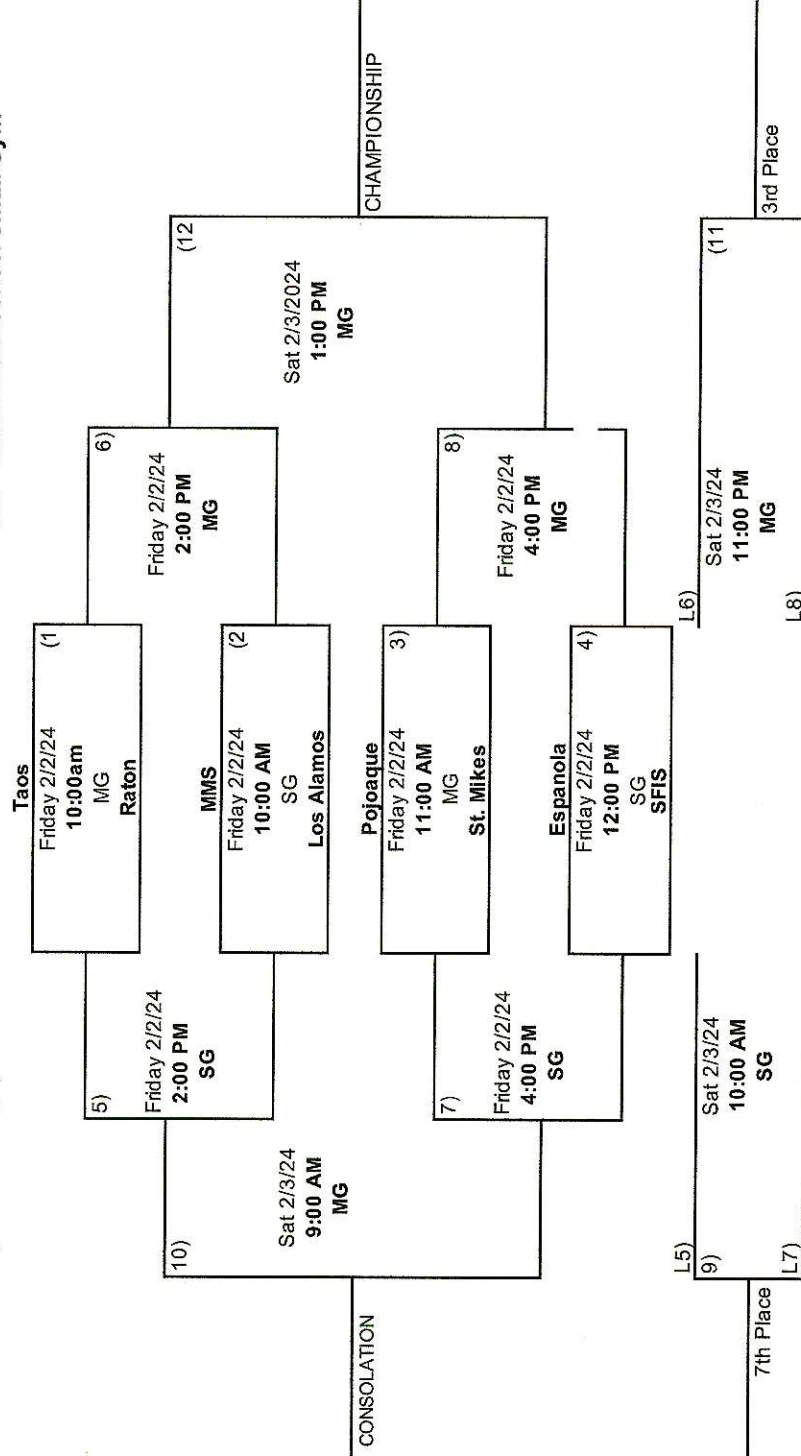 Taos
Friday 2/2/24
(1
10:00am
MG
Raton
5)
Friday 2/2/24
2:00 PM
SG
6)
Friday 2/2/24
2:00 PM
MG
MMS
Friday 2/2/24
(2
10:00 AM
SG
Los Alamos
10)
Sat 2/3/24
9:00 AM
MG
(12
Sat 2/3/2024
1:00 PM
MG
CONSOLATION
CHAMPIONSHIP
Pojoaque
Friday 2/2/24
3)
11:00 AM
MG
St. Mikes
7)
Friday 2/2/24
4:00 PM
SG
8)
Friday 2/2/24
4:00 PM
MG
Espanola
Friday 2/2/24
4)
12:00 PM
SG
SFIS
L5)
9)
Sat 2/3/24
10:00 AM
SG
L7)
7th Place
L6)
(11
Sat 2/3/24
11:00 PM
MG
L8)
3rd Place